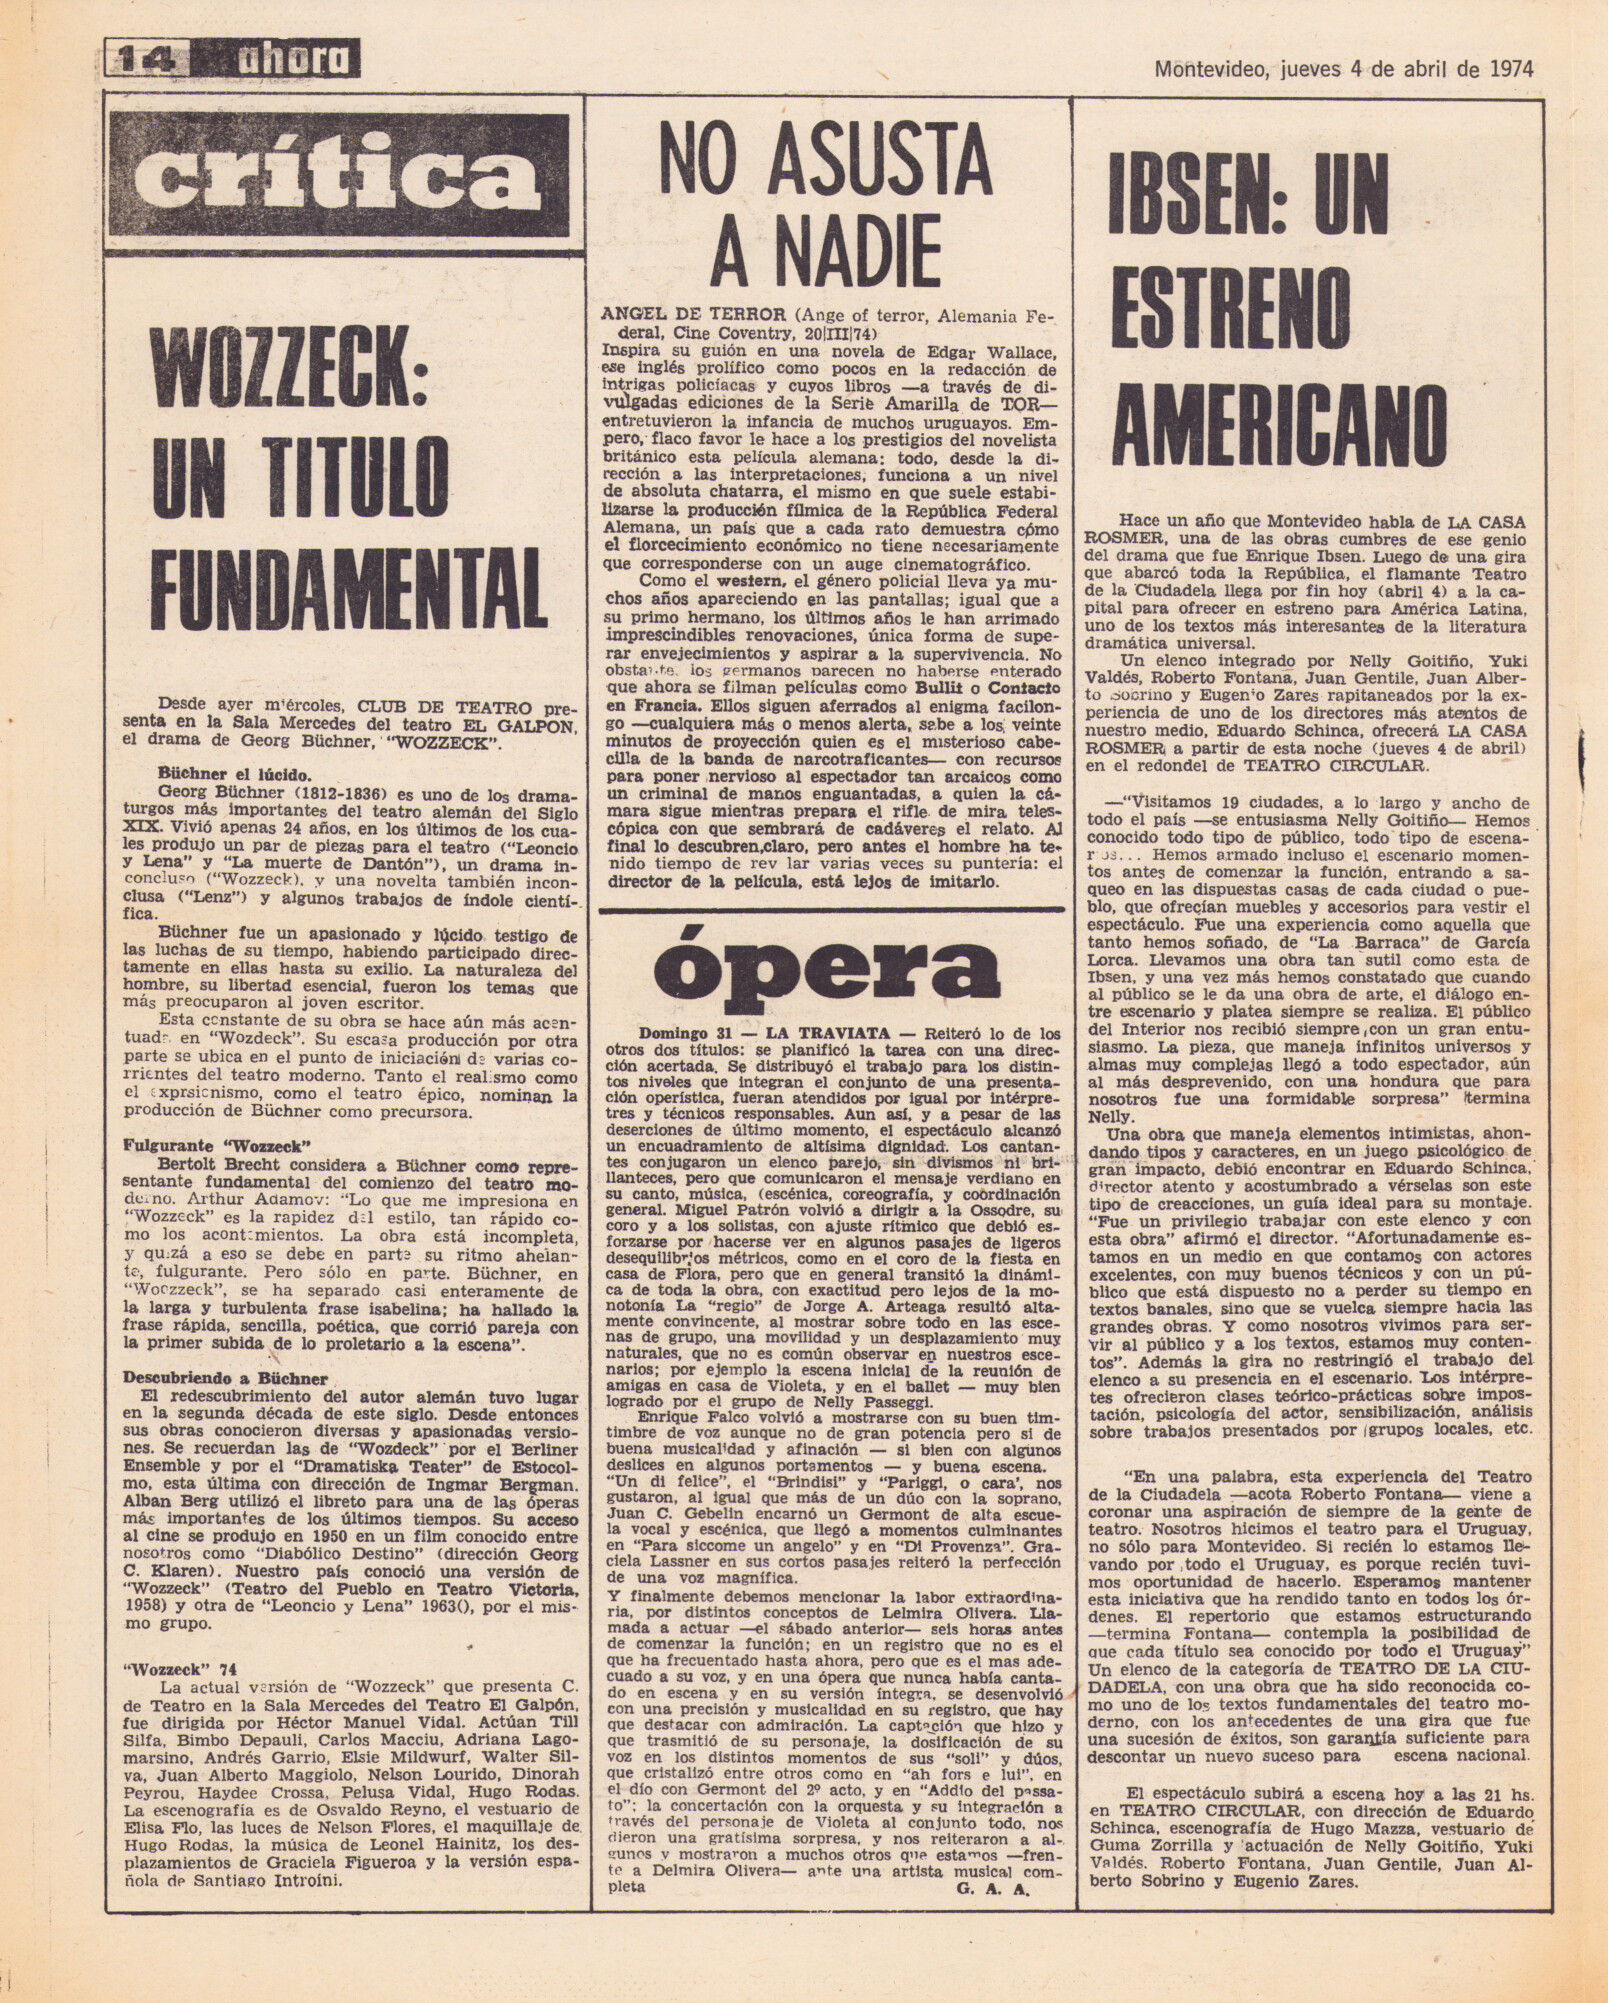 14 ahora
Montevideo, jueves 4 de abril de 1974
crítica
WOZZECK:
UN TITULO
FUNDAMENTAL
Desde ayer miércoles, CLUB DE TEATRO pre-
senta en la Sala Mercedes del teatro EL GALPON,
el drama de Georg Büchner, "WOZZECK".
Büchner el lúcido.
Georg Büchner (1812-1836) es uno de los drama-
turgos más importantes del teatro alemán del Siglo
XIX. Vivió apenas 24 años, en los últimos de los cua-
les produjo un par de piezas para el teatro ("Leoncio
y Lena" y "La muerte de Dantón"), un drama in-
concluso ("Wozzeck), y una novelta también incon-
clusa ("Lenz") y algunos trabajos de índole cientí-
fica.
Büchner fue un apasionado y lúcido testigo de
las luchas de su tiempo, habiendo participado direc-
tamente en ellas hasta su exilio. La naturaleza del
hombre, su libertad esencial, fueron los temas que
más preocuparon al joven escritor.
Esta constante de su obra se hace aún más acen-
tuada en "Wozdeck". Su escasa producción por otra
parte se ubica en el punto de iniciación de varias co-
rrientes del teatro moderno. Tanto el realismo como
el exprsionismo, como el teatro épico, nominan la
producción de Büchner como precursora.
Fulgurante "Wozzeck"
Bertolt Brecht considera a Büchner como repre-
sentante fundamental del comienzo del teatro mo-
derno. Arthur Adamov: "Lo que me impresiona en
"Wozzeck" es la rapidez del estilo, tan rápido co-
mo los acontecimientos. La obra está incompleta,
y quizá a eso se debe en parte su ritmo ahelan-
te, fulgurante. Pero sólo en parte. Büchner, en
"Woczzeck", se ha separado casi enteramente de
la larga y turbulenta frase isabelina; ha hallado la
frase rápida, sencilla, poética, que corrió pareja con
la primer subida de lo proletario a la escena".
Descubriendo a Büchner
El redescubrimiento del autor alemán tuvo lugar
en la segunda década de este siglo. Desde entonces
sus obras conocieron diversas y apasionadas versio-
nes. Se recuerdan las de "Wozdeck" por el Berliner
Ensemble y por el "Dramatiska Teater" de Estocol-
mo, esta última con dirección de Ingmar Bergman.
Alban Berg utilizó el libreto para una de las óperas
más importantes de los últimos tiempos. Su acceso
al cine se produjo en 1950 en un film conocido entre
nosotros como "Diabólico Destino" (dirección Georg
C. Klaren). Nuestro país conoció una versión de
"Wozzeck" (Teatro del Pueblo en Teatro Victoria,
1958) y otra de "Leoncio y Lena" 1963(), por el mis-
mo grupo.
"Wozzeck" 74
La actual versión de "Wozzeck" que presenta C.
de Teatro en la Sala Mercedes del Teatro El Galpón,
fue dirigida por Héctor Manuel Vidal. Actúan Till
Silfa, Bimbo Depauli, Carlos Macciu, Adriana Lago-
marsino, Andrés Garrio, Elsie Mildwurf, Walter Sil-
va, Juan Alberto Maggiolo, Nelson Lourido, Dinorah
Peyrou, Haydee Crossa, Pelusa Vidal, Hugo Rodas.
La escenografía es de Osvaldo Reyno, el vestuario de
Elisa Flo, las luces de Nelson Flores, el maquillaje de
Hugo Rodas, la música de Leonel Hainitz, los des-
plazamientos de Graciela Figueroa y la versión espa-
ñola de Santiago Introíni.
NO ASUSTA
A NADIE
ANGEL DE TERROR (Ange of terror, Alemania Fe-
deral, Cine Coventry, 20|III|74)
Inspira su guión en una novela de Edgar Wallace,
ese inglés prolífico como pocos en la redacción de
intrigas policíacas y cuyos libros —a través de di-
vulgadas ediciones de la Serie Amarilla de TOR—
entretuvieron la infancia de muchos uruguayos. Em-
pero, flaco favor le hace a los prestigios del novelista
británico esta película alemana: todo, desde la di-
rección a las interpretaciones, funciona a un nivel
de absoluta chatarra, el mismo en que suele estabi-
lizarse la producción fílmica de la República Federal
Alemana, un país que a cada rato demuestra cómo
el florcecimiento económico no tiene necesariamente
que corresponderse con un auge cinematográfico.
Como el western, el género policial lleva ya mu-
chos años apareciendo en las pantallas; igual que a
su primo hermano, los últimos años le han arrimado
imprescindibles renovaciones, única forma de supe-
rar envejecimientos y aspirar a la supervivencia. No
obstante, los germanos parecen no haberse enterado
que ahora se filman películas como Bullit o Contacto
en Francia. Ellos siguen aferrados al enigma facilon-
go —cualquiera más o menos alerta, sabe a los veinte
minutos de proyección quien es el misterioso cabe-
cilla de la banda de narcotraficantes— con recursos
para poner nervioso al espectador tan arcaicos como
un criminal de manos enguantadas, a quien la cá-
mara sigue mientras prepara el rifle de mira teles-
cópica con que sembrará de cadáveres el relato. Al
final lo descubren,claro, pero antes el hombre ha te-
nido tiempo de rev lar varias veces su puntería: el
director de la película, está lejos de imitarlo.
ópera
Domingo 31 — LA TRAVIATA — Reiteró lo de los
otros dos títulos: se planificó la tarea con una direc-
ción acertada. Se distribuyó el trabajo para los distin-
tos niveles que integran el conjunto de una presenta-
ción operística, fueran atendidos por igual por intérpre-
tres y técnicos responsables. Aun así, y a pesar de las
deserciones de último momento, el espectáculo alcanzó
un encuadramiento de altísima dignidad. Los cantan-
tes conjugaron un elenco parejo, sin divismos ni bri-
llanteces, pero que comunicaron el mensaje verdiano en
su canto, música, (escénica, coreografía, y coordinación
general. Miguel Patrón volvió a dirigir a la Ossodre, su
coro y a los solistas, con ajuste rítmico que debió es-
forzarse por hacerse ver en algunos pasajes de ligeros
desequilibrios métricos, como en el coro de la fiesta en
casa de Flora, pero que en general transitó la dinámi-
ca de toda la obra, con exactitud pero lejos de la mo-
notonía La "regio" de Jorge A. Arteaga resultó alta-
mente convincente, al mostrar sobre todo en las esce-
nas de grupo, una movilidad y un desplazamiento muy
naturales, que no es común observar en nuestros esce-
narios; por ejemplo la escena inicial de la reunión de
amigas en casa de Violeta, y en el ballet — muy bien
logrado por el grupo de Nelly Passeggi.
Enrique Falco volvió a mostrarse con su buen tim-
timbre de voz aunque no de gran potencia pero si de
buena musicalidad y afinación — si bien con algunos
deslices en algunos portamentos — y buena escena.
"Un di felice", el "Brindisi" y "Pariggi, o cara', nos
gustaron, al igual que más de un dúo con la soprano,
Juan C. Gebelin encarnó un Germont de alta escue-
la vocal y escénica, que llegó a momentos culminantes
en "Para siccome un angelo" y en "Di Provenza". Gra-
ciela Lassner en sus cortos pasajes reiteró la perfección
de una voz magnífica.
Y finalmente debemos mencionar la labor extraordina-
ria, por distintos conceptos de Lelmira Olivera. Lla-
mada a actuar —el sábado anterior— seis horas antes
de comenzar la función; en un registro que no es el
que ha frecuentado hasta ahora, pero que es el mas ade-
cuado a su voz, y en una ópera que nunca había canta-
do en escena y en su versión íntegra, se desenvolvió
con una precisión y musicalidad en su registro, que hay
que destacar con admiración. La captación que hizo y
que trasmitió de su personaje, la dosificación de su
voz en los distintos momentos de sus "soli" y dúos,
que cristalizó entre otros como en "ah fors e lui", en
el dío con Germont del 2º acto, y en "Addio del passa-
to"; la concertación con la orquesta y su integración a
través del personaje de Violeta al conjunto todo, nos
dieron una gratísima sorpresa, y nos reiteraron a al-
gunos y mostraron a muchos otros que estamos —fren-
te a Delmira Olivera— ante una artista musical com-
pleta
G. A. A.
IBSEN: UN
ESTRENO
AMERICANO
Hace un año que Montevideo habla de LA CASA
ROSMER, una de las obras cumbres de ese genio
del drama que fue Enrique Ibsen. Luego de una gira
que abarcó toda la República, el flamante Teatro
de la Ciudadela llega por fin hoy (abril 4) a la ca-
pital para ofrecer en estreno para América Latina,
uno de los textos más interesantes de la literatura
dramática universal.
Un elenco integrado por Nelly Goitiño, Yuki
Valdés, Roberto Fontana, Juan Gentile, Juan Alber-
to Sobrino y Eugenio Zares rapitaneados por la ex-
periencia de uno de los directores más atentos de
nuestro medio, Eduardo Schinca, ofrecerá LA CASA
ROSMER a partir de esta noche (jueves 4 de abril)
en el redondel de TEATRO CIRCULAR.
—"Visitamos 19 ciudades, a lo largo y ancho de
todo el país —se entusiasma Nelly Goitiño— Hemos
conocido todo tipo de público, todo tipo de escena-
rios... Hemos armado incluso el escenario momen-
tos antes de comenzar la función, entrando a sa-
queo en las dispuestas casas de cada ciudad o pue-
blo, que ofrecían muebles y accesorios para vestir el
espectáculo. Fue una experiencia como aquella que
tanto hemos soñado, de "La Barraca" de García
Lorca. Llevamos una obra tan sutil como esta de
Ibsen, y una vez más hemos constatado que cuando
al público se le da una obra de arte, el diálogo en-
tre escenario y platea siempre se realiza. El público
del Interior nos recibió siempre con un gran entu-
siasmo. La pieza, que maneja infinitos universos y
almas muy complejas llegó a todo espectador, aún
al más desprevenido, con una hondura que para
nosotros fue una formidable sorpresa" termina
Nelly.
Una obra que maneja elementos intimistas, ahon-
dando tipos y caracteres, en un juego psicológico de
gran impacto, debió encontrar en Eduardo Schinca,
director atento y acostumbrado a vérselas son este
tipo de creacciones, un guía ideal para su montaje.
"Fue un privilegio trabajar con este elenco y con
esta obra" afirmó el director. "Afortunadamente es-
tamos en un medio en que contamos con actores
excelentes, con muy buenos técnicos y con un pú-
blico que está dispuesto no a perder su tiempo en
textos banales, sino que se vuelca siempre hacia las
grandes obras. Y como nosotros vivimos para ser-
vir al público y a los textos, estamos muy conten-
tos". Además la gira no restringió el trabajo del
elenco a su presencia en el escenario. Los intérpre-
tes ofrecieron clases teórico-prácticas sobre impos-
tación, psicología del actor, sensibilización, análisis
sobre trabajos presentados por grupos locales, etc.
"En una palabra, esta experiencia del Teatro
de la Ciudadela —acota Roberto Fontana— viene a
coronar una aspiración de siempre de la gente de
teatro. Nosotros hicimos el teatro para el Uruguay,
no sólo para Montevideo. Si recién lo estamos lle-
vando por todo el Uruguay, es porque recién tuvi-
mos oportunidad de hacerlo. Esperamos mantener
esta iniciativa que ha rendido tanto en todos los ór-
denes. El repertorio que estamos estructurando
—termina Fontana— contempla la posibilidad de
que cada título sea conocido por todo el Uruguay"
Un elenco de la categoría de TEATRO DE LA CIU-
DADELA, con una obra que ha sido reconocida co-
mo uno de los textos fundamentales del teatro mo-
derno, con los antecedentes de una gira que fue
una sucesión de éxitos, son garantía suficiente para
descontar un nuevo suceso para escena nacional.
El espectáculo subirá a escena hoy a las 21 hs.
en TEATRO CIRCULAR, con dirección de Eduardo
Schinca, escenografía de Hugo Mazza, vestuario de
Guma Zorrilla y actuación de Nelly Goitiño, Yuki
Valdés. Roberto Fontana, Juan Gentile, Juan Al-
berto Sobrino y Eugenio Zares.